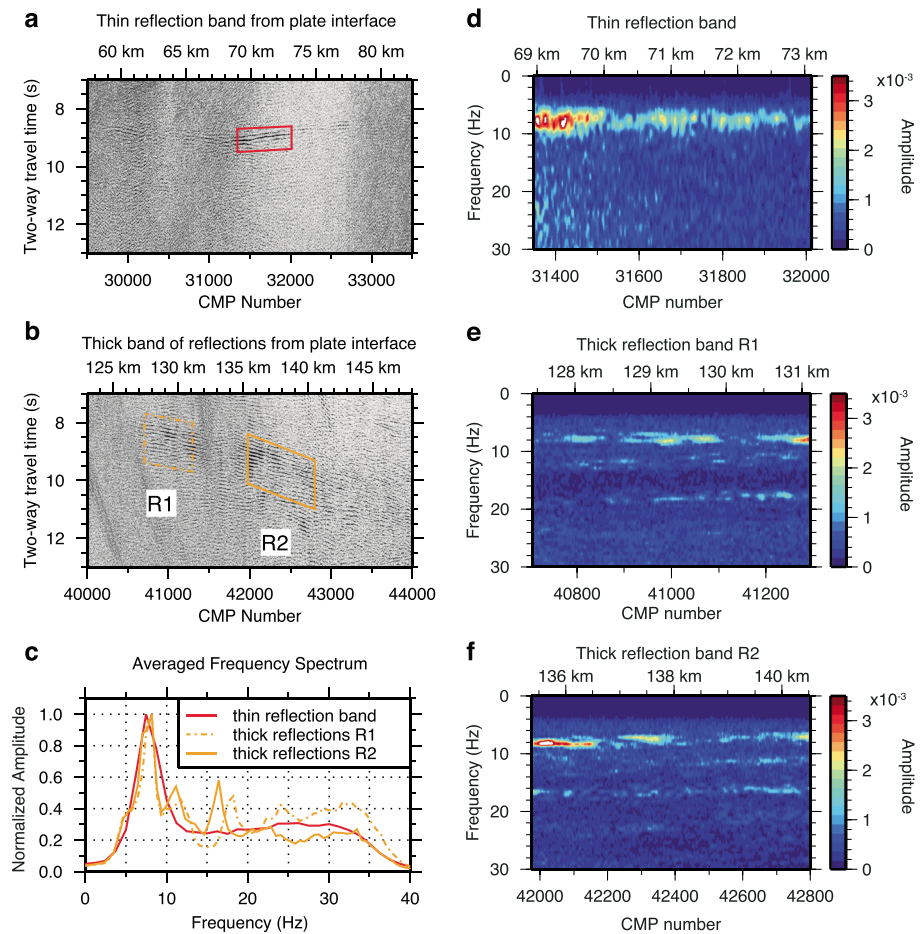 a
Thin reflection band from plate interface
60 km 65 km 70 km 75 km 80 km
Two-way travel time (s)
8
10
12
30000 31000 32000 33000
CMP Number
b
Thick band of reflections from plate interface
125 km 130 km 135 km 140 km 145 km
Two-way travel time (s)
8
10
12
R1
R2
40000 41000 42000 43000 44000
CMP Number
c
Averaged Frequency Spectrum
Normalized Amplitude
1.0
0.8
0.6
0.4
0.2
0.0
thin reflection band
thick reflections R1
thick reflections R2
0 10 20 30 40
Frequency (Hz)
d
Thin reflection band
69 km 70 km 71 km 72 km 73 km
Frequency (Hz)
0
10
20
30
31400 31600 31800 32000
CMP number
x10-3
3
2
1
0
Amplitude
e
Thick reflection band R1
128 km 129 km 130 km 131 km
Frequency (Hz)
0
10
20
30
40800 41000 41200
CMP number
x10-3
3
2
1
0
Amplitude
f
Thick reflection band R2
136 km 138 km 140 km
Frequency (Hz)
0
10
20
30
42000 42200 42400 42600 42800
CMP number
x10-3
3
2
1
0
Amplitude